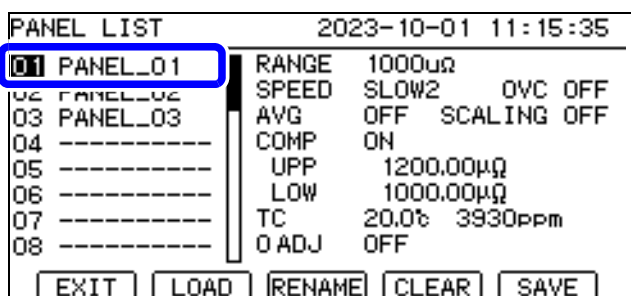 PANEL LIST 2023-10-01 11:15:35
01 PANEL_01
02 PANEL_02
03 PANEL_03
04 ----------
05 ----------
06 ----------
07 ----------
08 ----------
RANGE 1000uΩ
SPEED SLOW2 OVC OFF
AVG OFF SCALING OFF
COMP ON
UPP 1200.00μΩ
LOW 1000.00μΩ
TC 20.0℃ 3930ppm
0 ADJ OFF
EXIT LOAD RENAME CLEAR SAVE